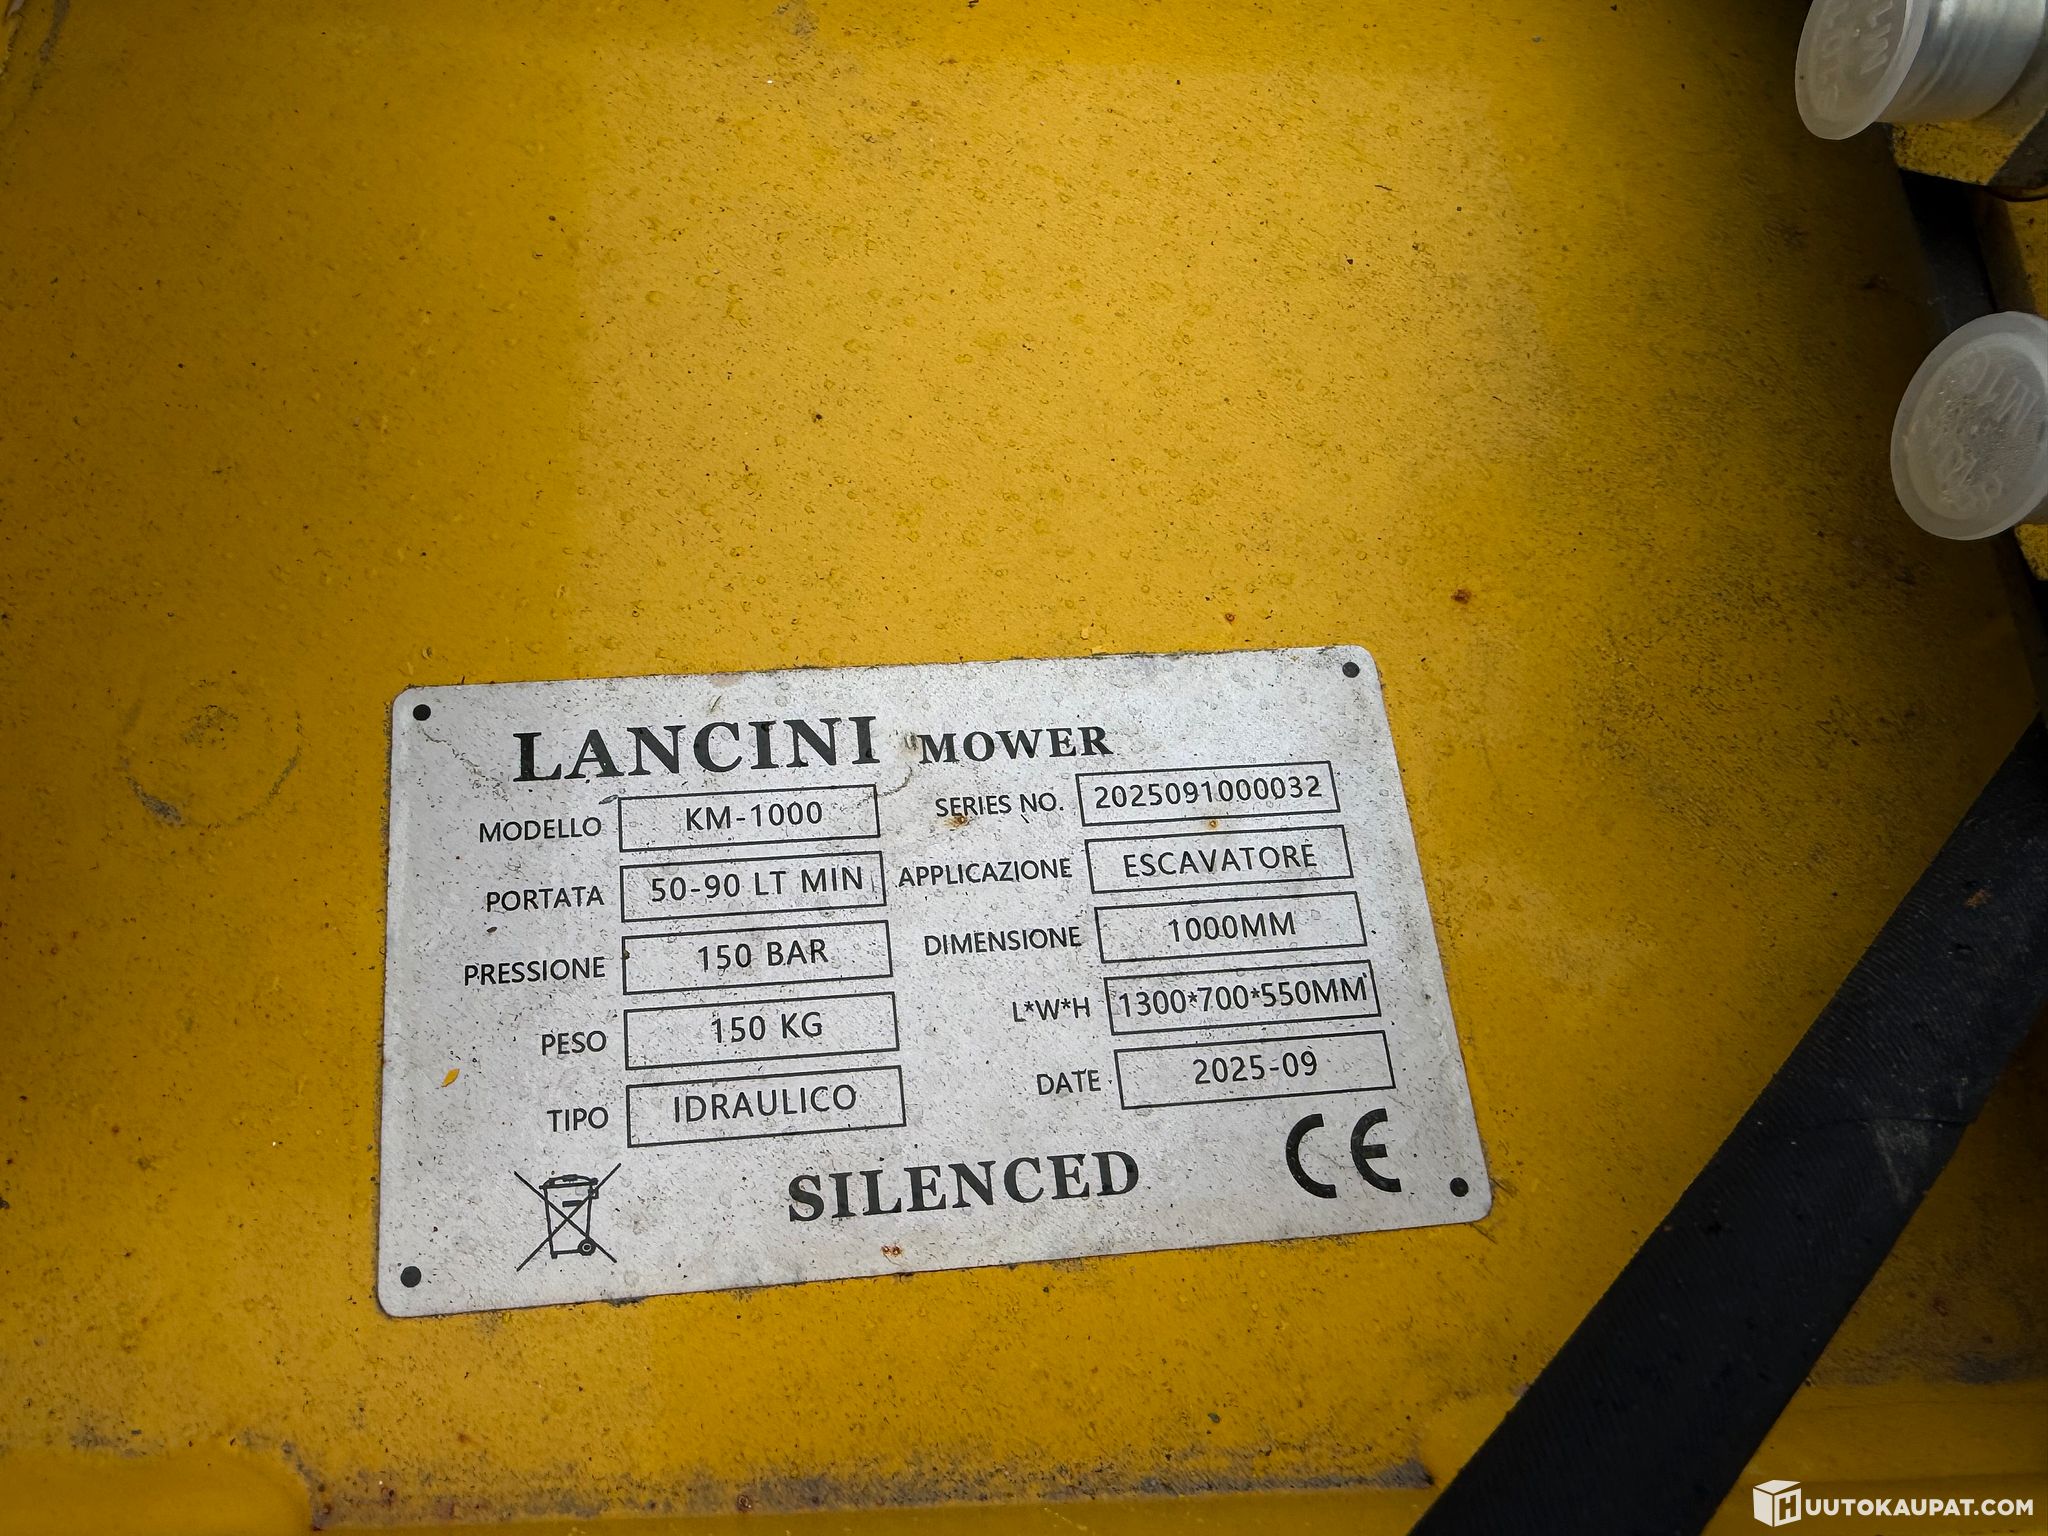 LANCINI MOWER
MODELLO KM-1000
SERIES NO. 2025091000032
PORTATA 50-90 LT MIN
APPLICAZIONE ESCAVATORE
PRESSIONE 150 BAR
DIMENSIONE 1000MM
PESO 150 KG
L*W*H 1300*700*550MM
TIPO IDRAULICO
DATE 2025-09
SILENCED
CE
HUUTOKAUPAT.COM